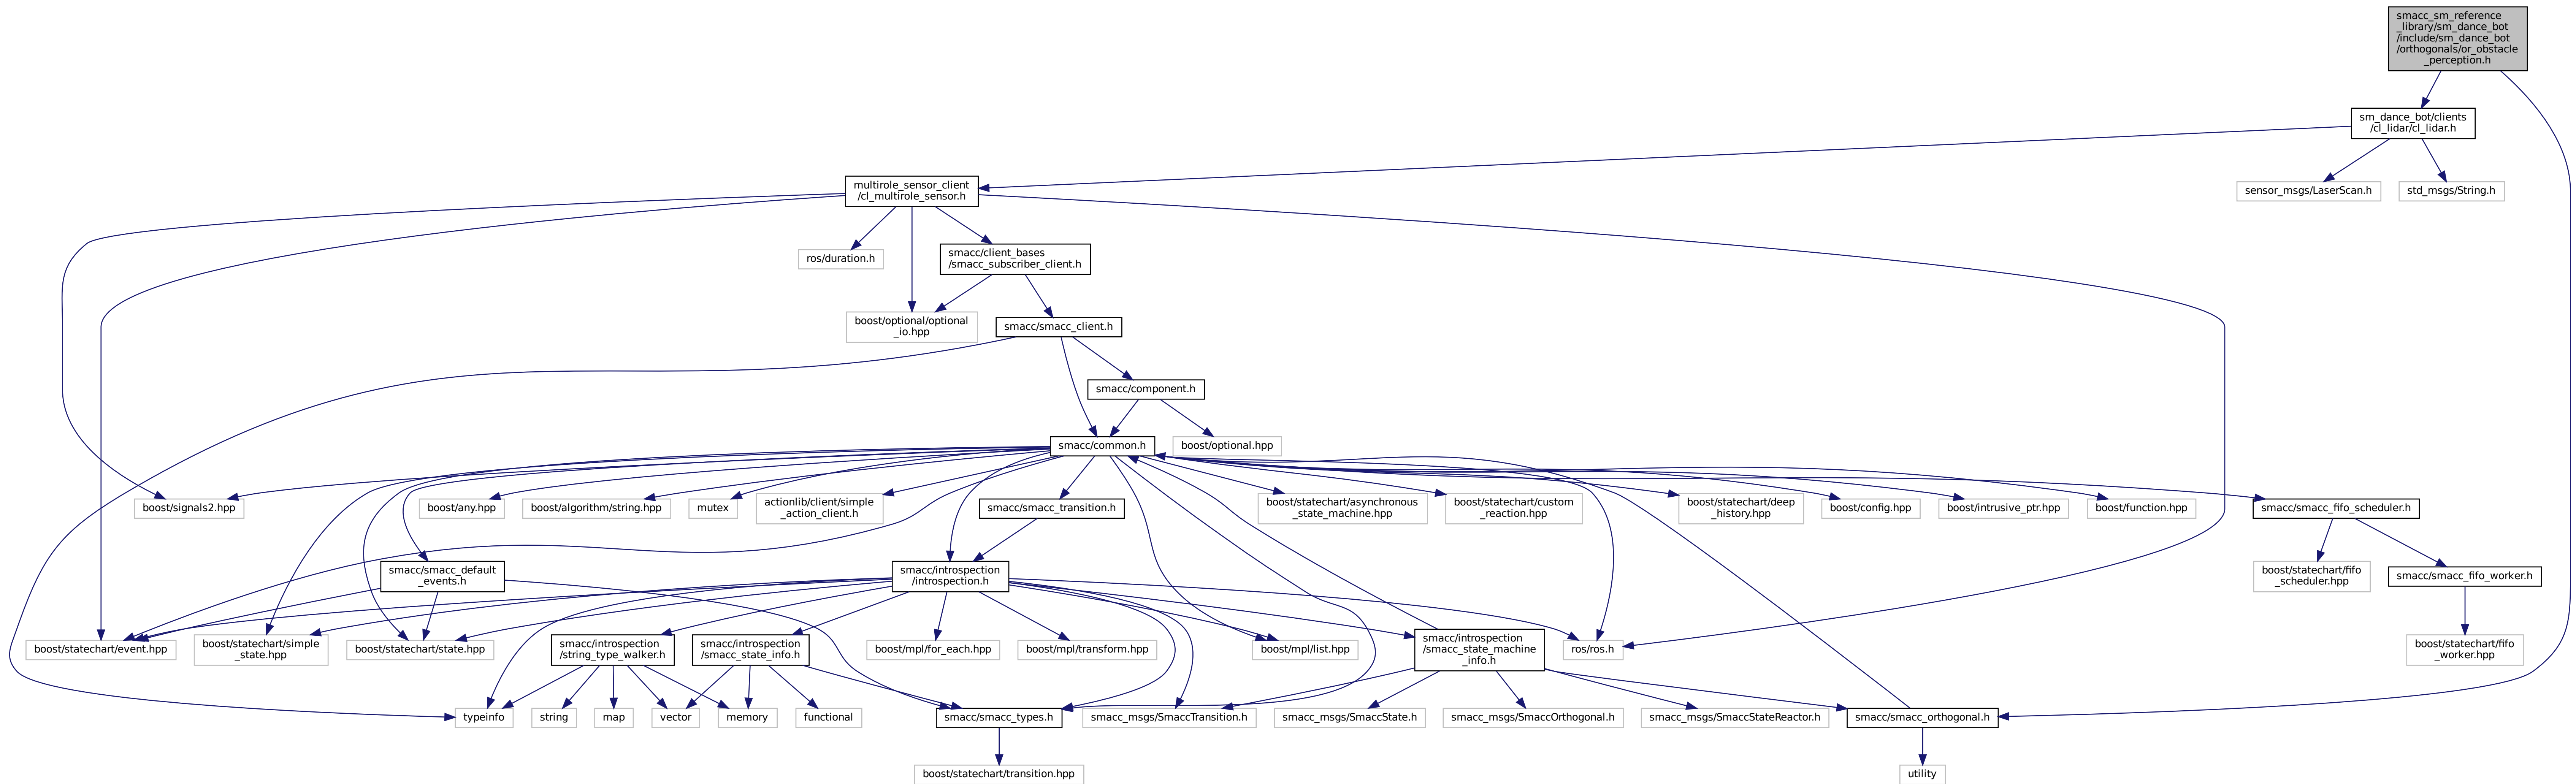 smacc_sm_reference
_library/sm_dance_bot
/include/sm_dance_bot
/orthogonals/or_obstacle
_perception.h
sm_dance_bot/clients
/cl_lidar/cl_lidar.h
multirole_sensor_client
/cl_multirole_sensor.h
sensor_msgs/LaserScan.h
std_msgs/String.h
ros/duration.h
smacc/client_bases
/smacc_subscriber_client.h
boost/optional/optional
_io.hpp
smacc/smacc_client.h
smacc/component.h
smacc/common.h
boost/optional.hpp
boost/signals2.hpp
boost/any.hpp
boost/algorithm/string.hpp
mutex
actionlib/client/simple
_action_client.h
smacc/smacc_transition.h
boost/statechart/asynchronous
_state_machine.hpp
boost/statechart/custom
_reaction.hpp
boost/statechart/deep
_history.hpp
boost/config.hpp
boost/intrusive_ptr.hpp
boost/function.hpp
smacc/smacc_fifo_scheduler.h
smacc/smacc_default
_events.h
smacc/introspection
/introspection.h
boost/statechart/fifo
_scheduler.hpp
smacc/smacc_fifo_worker.h
boost/statechart/event.hpp
boost/statechart/simple
_state.hpp
boost/statechart/state.hpp
smacc/introspection
/string_type_walker.h
smacc/introspection
/smacc_state_info.h
boost/mpl/for_each.hpp
boost/mpl/transform.hpp
boost/mpl/list.hpp
smacc/introspection
/smacc_state_machine
_info.h
ros/ros.h
boost/statechart/fifo
_worker.hpp
typeinfo
string
map
vector
memory
functional
smacc/smacc_types.h
smacc_msgs/SmaccTransition.h
smacc_msgs/SmaccState.h
smacc_msgs/SmaccOrthogonal.h
smacc_msgs/SmaccStateReactor.h
smacc/smacc_orthogonal.h
boost/statechart/transition.hpp
utility